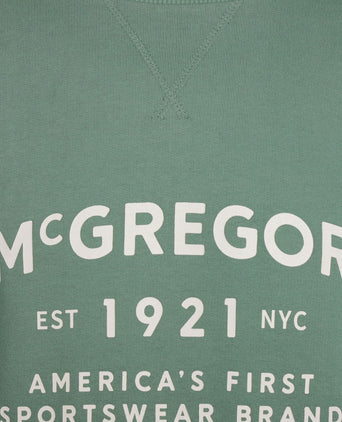 McGREGOR
EST 1921 NYC
AMERICA'S FIRST
SPORTSWEAR BRAND